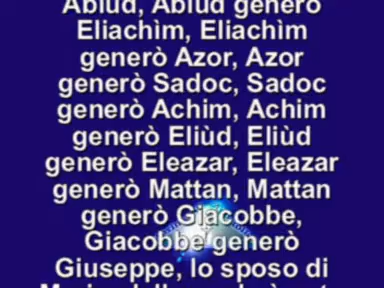 Abiùd, Abiùd generò
Eliachìm, Eliachìm
generò Azor, Azor
generò Sadoc, Sadoc
generò Achim, Achim
generò Eliùd, Eliùd
generò Eleazar, Eleazar
generò Mattan, Mattan
generò Giacobbe,
Giacobbe generò
Giuseppe, lo sposo di